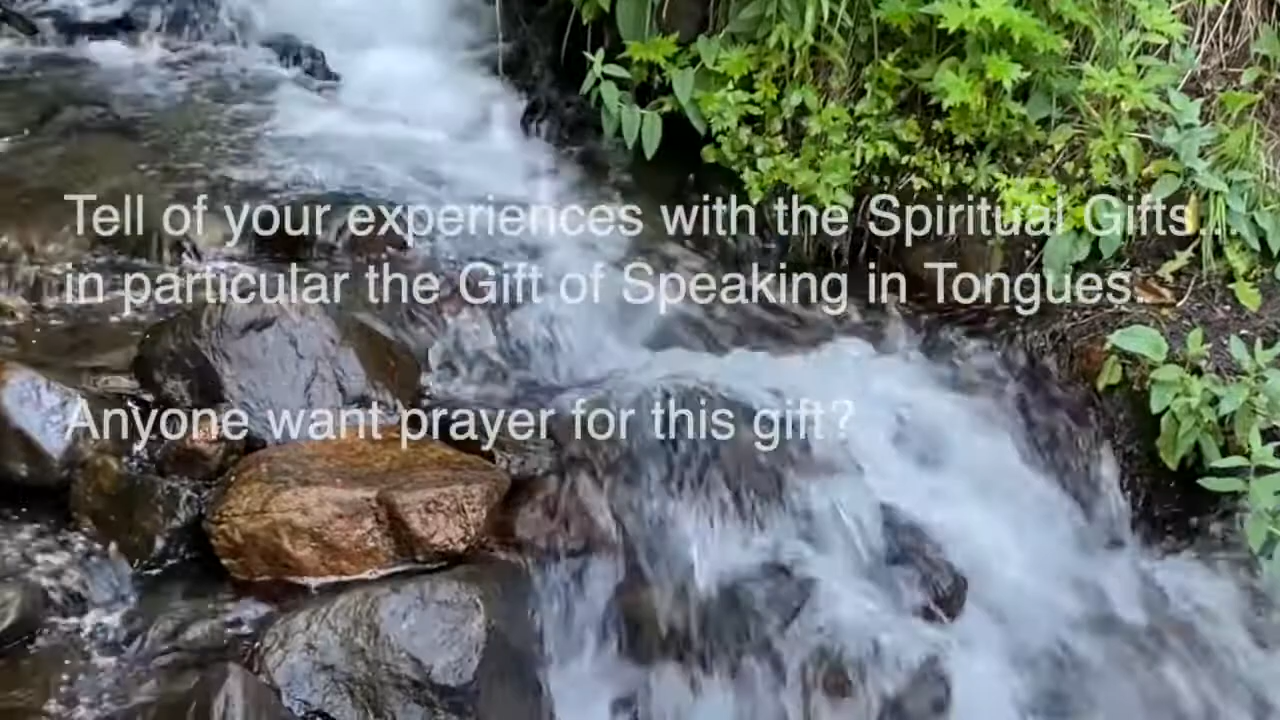 Tell of your experiences with the Spiritual Gifts...
in particular the Gift of Speaking in Tongues.
Anyone want prayer for this gift?